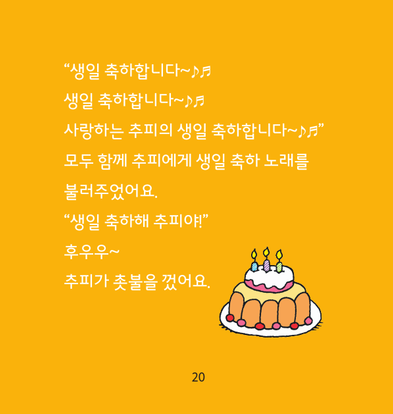 “생일 축하합니다~♪♬
생일 축하합니다~♪♬
사랑하는 추피의 생일 축하합니다~♪♬”
모두 함께 추피에게 생일 축하 노래를
불러주었어요.
“생일 축하해 추피야!”
후우우~
추피가 촛불을 껐어요.
20